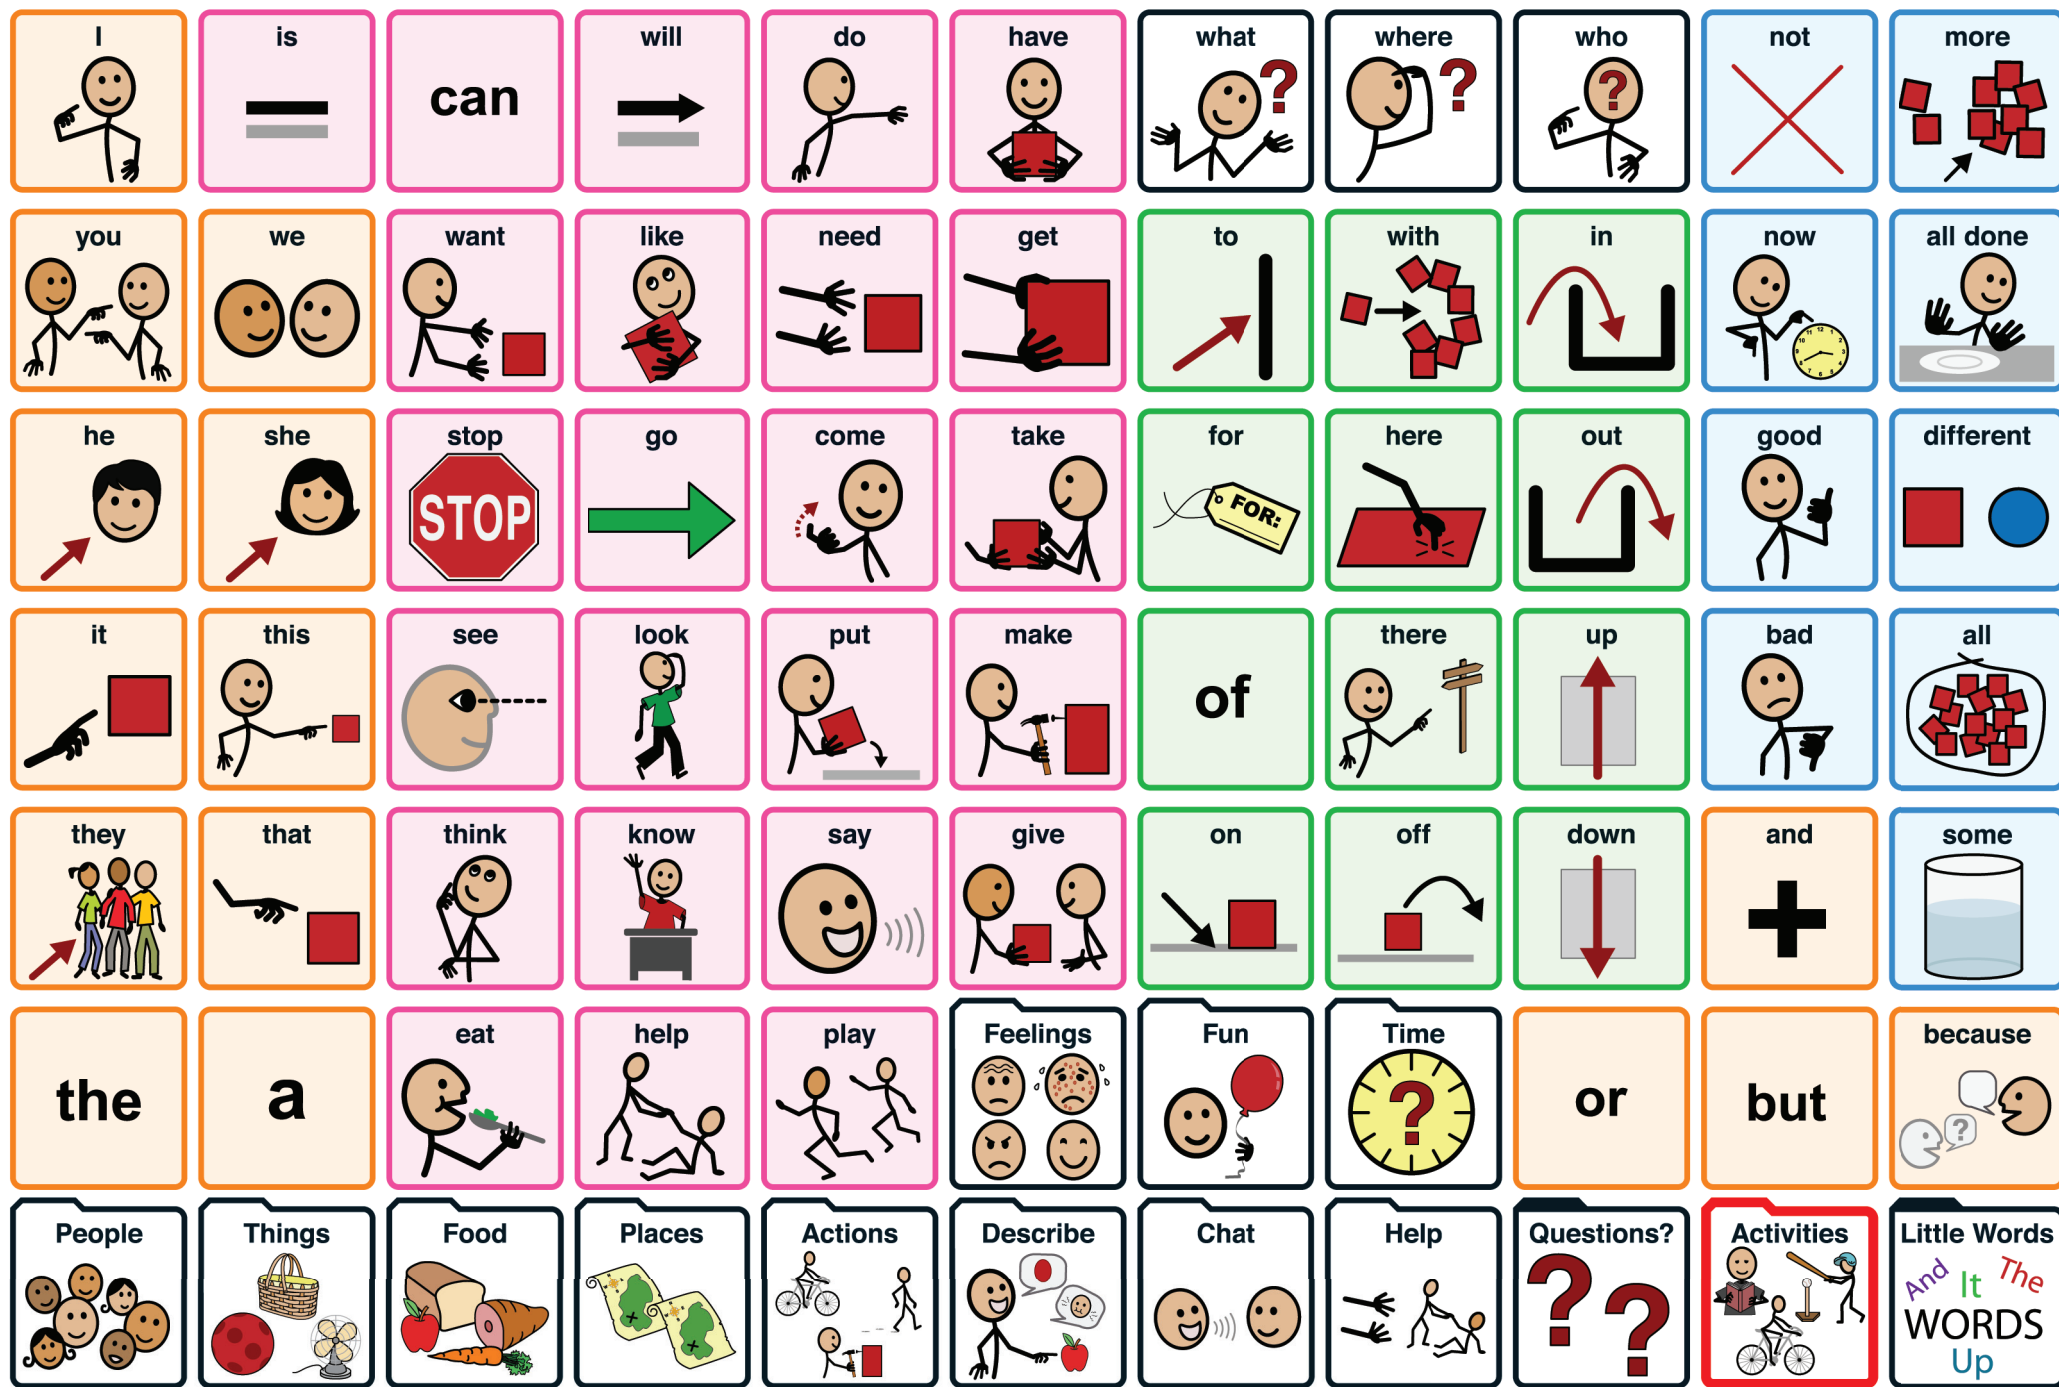 I
is
can
will
do
have
what
?
where
?
who
?
not
more
you
we
want
like
need
get
to
with
in
now
all done
he
she
stop
STOP
go
come
take
for
FOR:
here
out
good
different
it
this
see
look
put
make
of
there
up
bad
all
they
that
think
know
say
give
on
off
down
and
some
the
a
eat
help
play
Feelings
Fun
Time
?
or
but
because
?
People
Things
Food
Places
Actions
Describe
Chat
Help
Questions?
? ?
Activities
Little Words
And It The
WORDS
Up